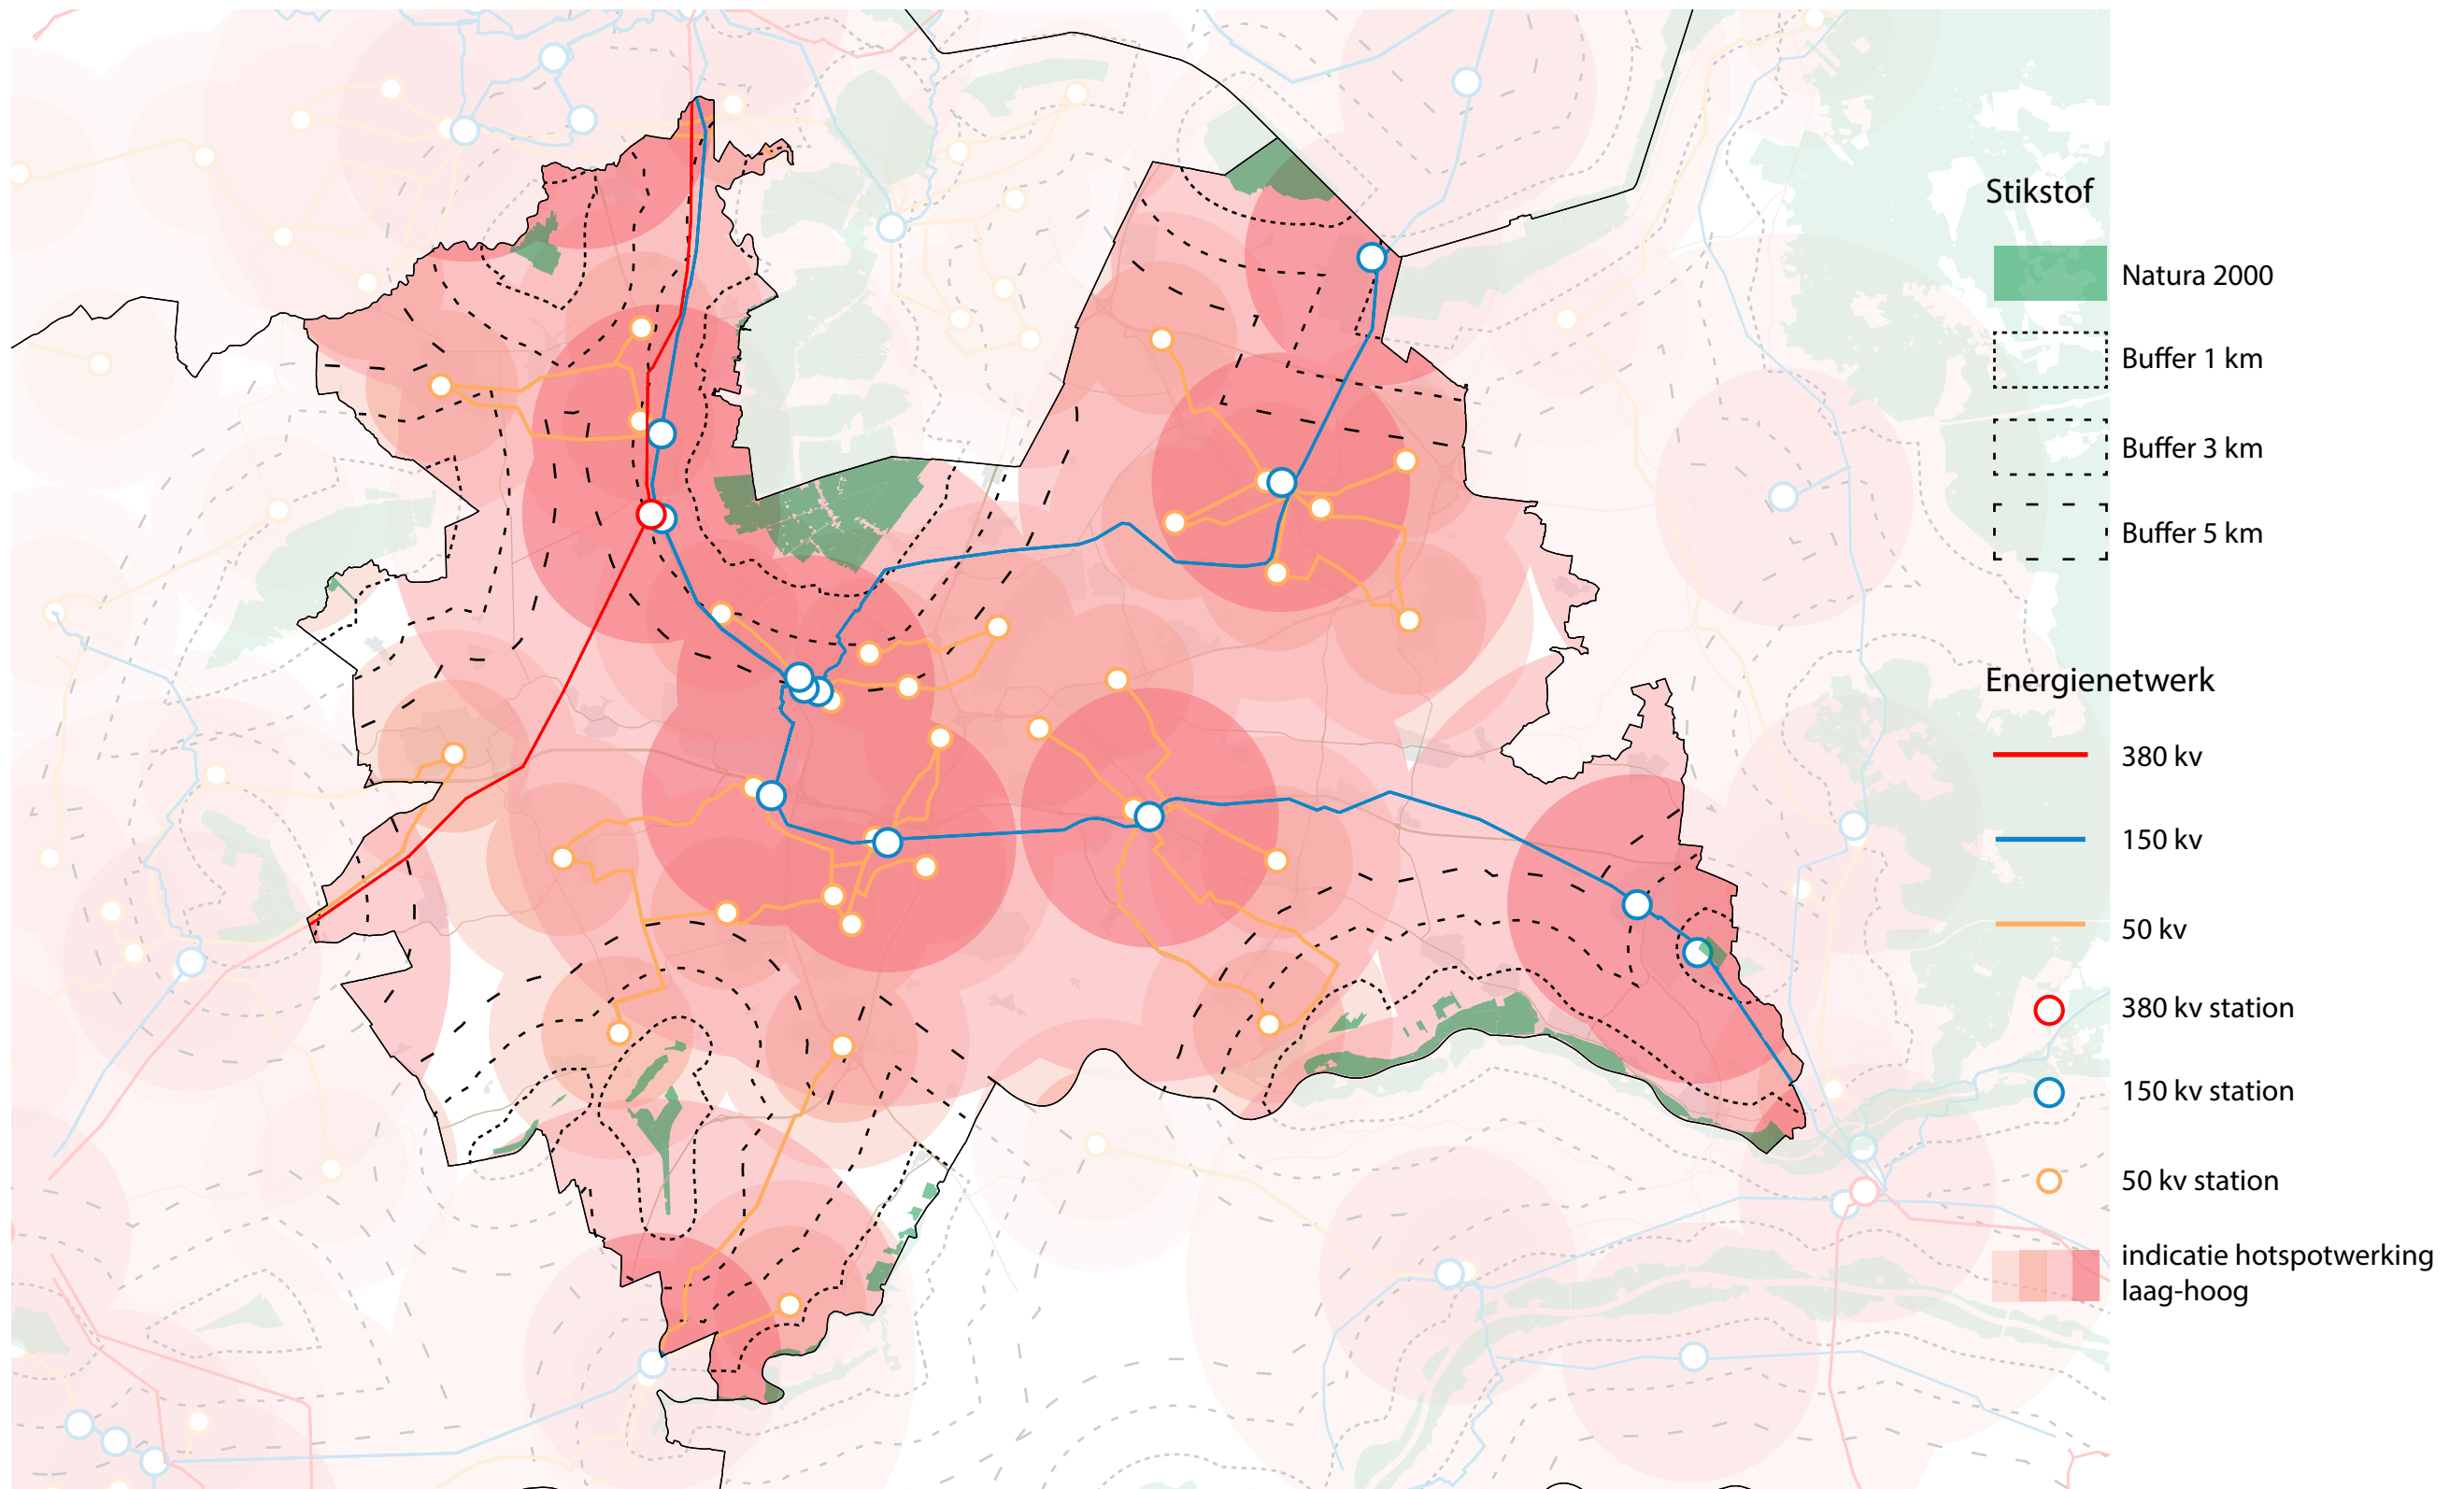 Stikstof
Natura 2000
Buffer 1 km
Buffer 3 km
Buffer 5 km
Energienetwerk
380 kv
150 kv
50 kv
380 kv station
150 kv station
50 kv station
indicatie hotspotwerking
laag-hoog